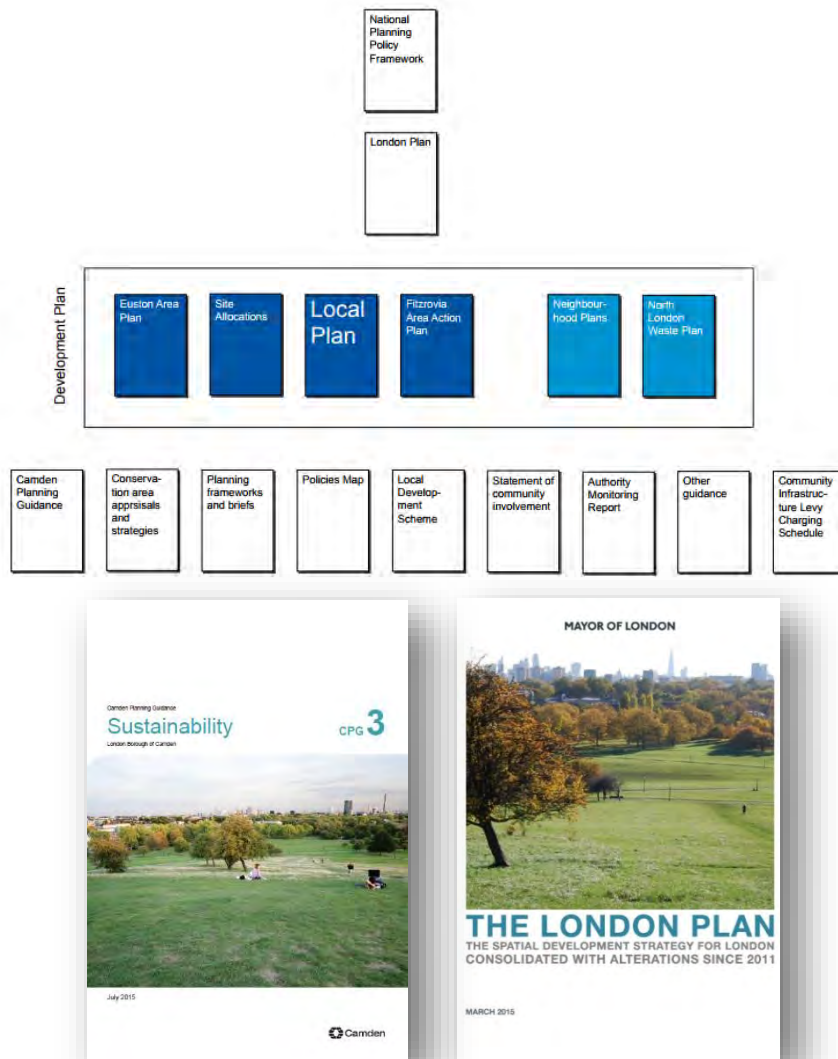 National
Planning
Policy
Framework
London Plan
Development Plan
Euston Area
Plan
Site
Allocations
Local
Plan
Fitzrovia
Area Action
Plan
Neighbour-
hood Plans
North
London
Waste Plan
Camden
Planning
Guidance
Conserva-
tion area
apprsisals
and
strategies
Planning
frameworks
and briefs
Policies Map
Local
Develop-
ment
Scheme
Statement of
community
involvement
Authority
Monitoring
Report
Other
guidance
Community
Infrastruc-
ture Levy
Charging
Schedule
Camden Planning Guidance
Sustainability
CPG 3
London Borough of Camden
July 2015
Camden
MAYOR OF LONDON
THE LONDON PLAN
THE SPATIAL DEVELOPMENT STRATEGY FOR LONDON
CONSOLIDATED WITH ALTERATIONS SINCE 2011
MARCH 2015